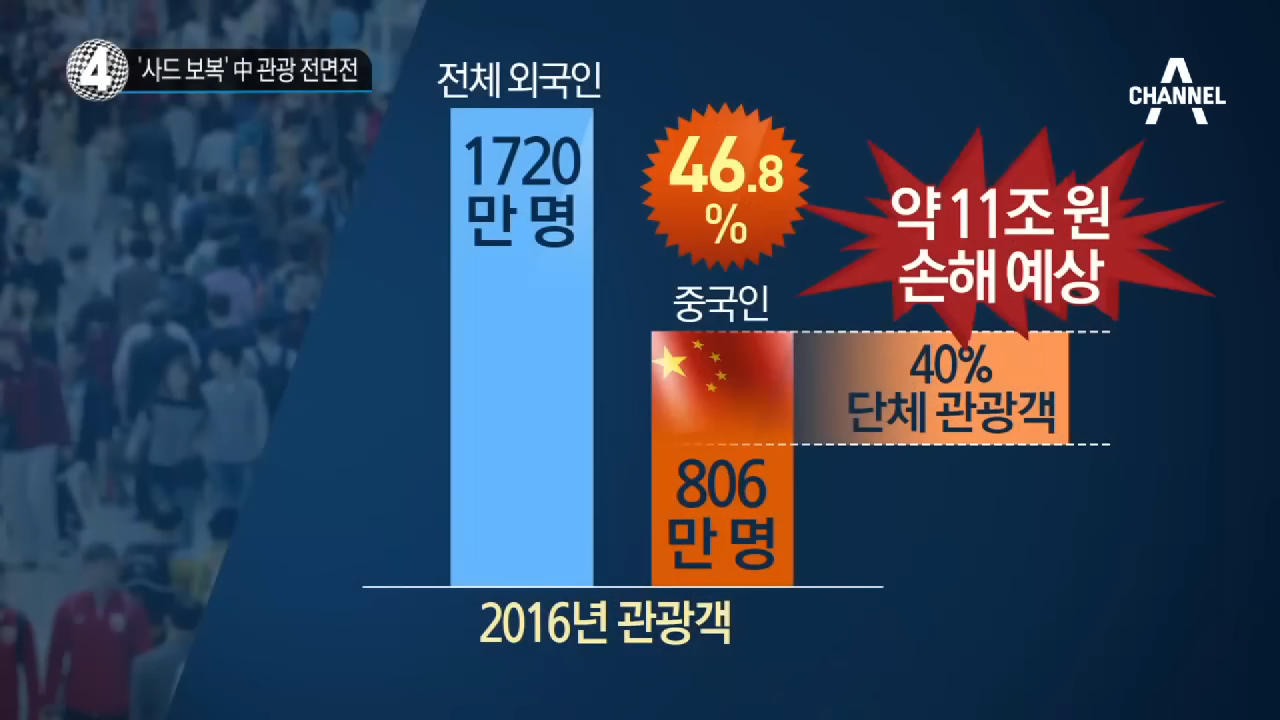 4 '사드 보복' 中 관광 전면전
CHANNEL A
전체 외국인
1720
만 명
46.8
%
약 11조 원
손해 예상
중국인
40%
단체 관광객
806
만 명
2016년 관광객